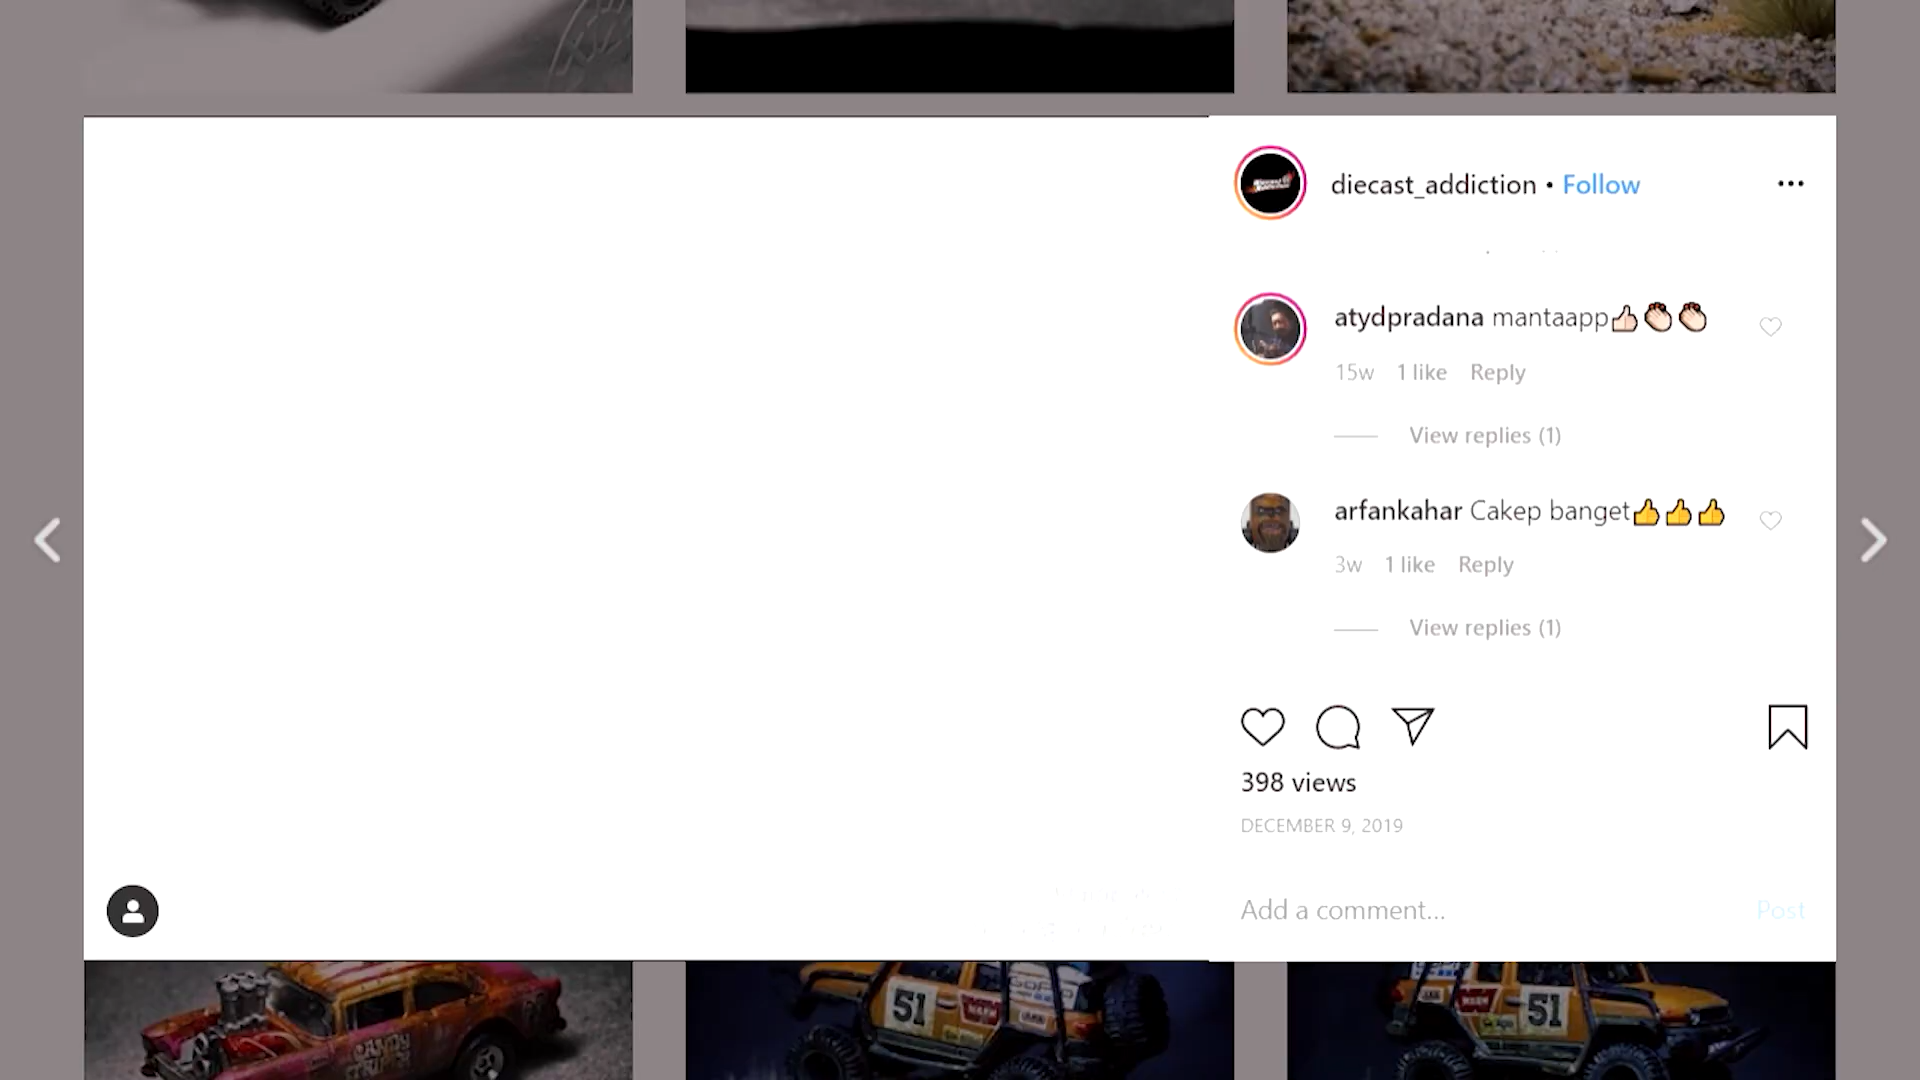 diecast_addiction • Follow
atydpradana mantaapp👍🏻👏🏻👏🏻
15w 1 like Reply
View replies (1)
arfankahar Cakep banget👍👍👍
3w 1 like Reply
View replies (1)
398 views
DECEMBER 9, 2019
Add a comment...
Post
51
51